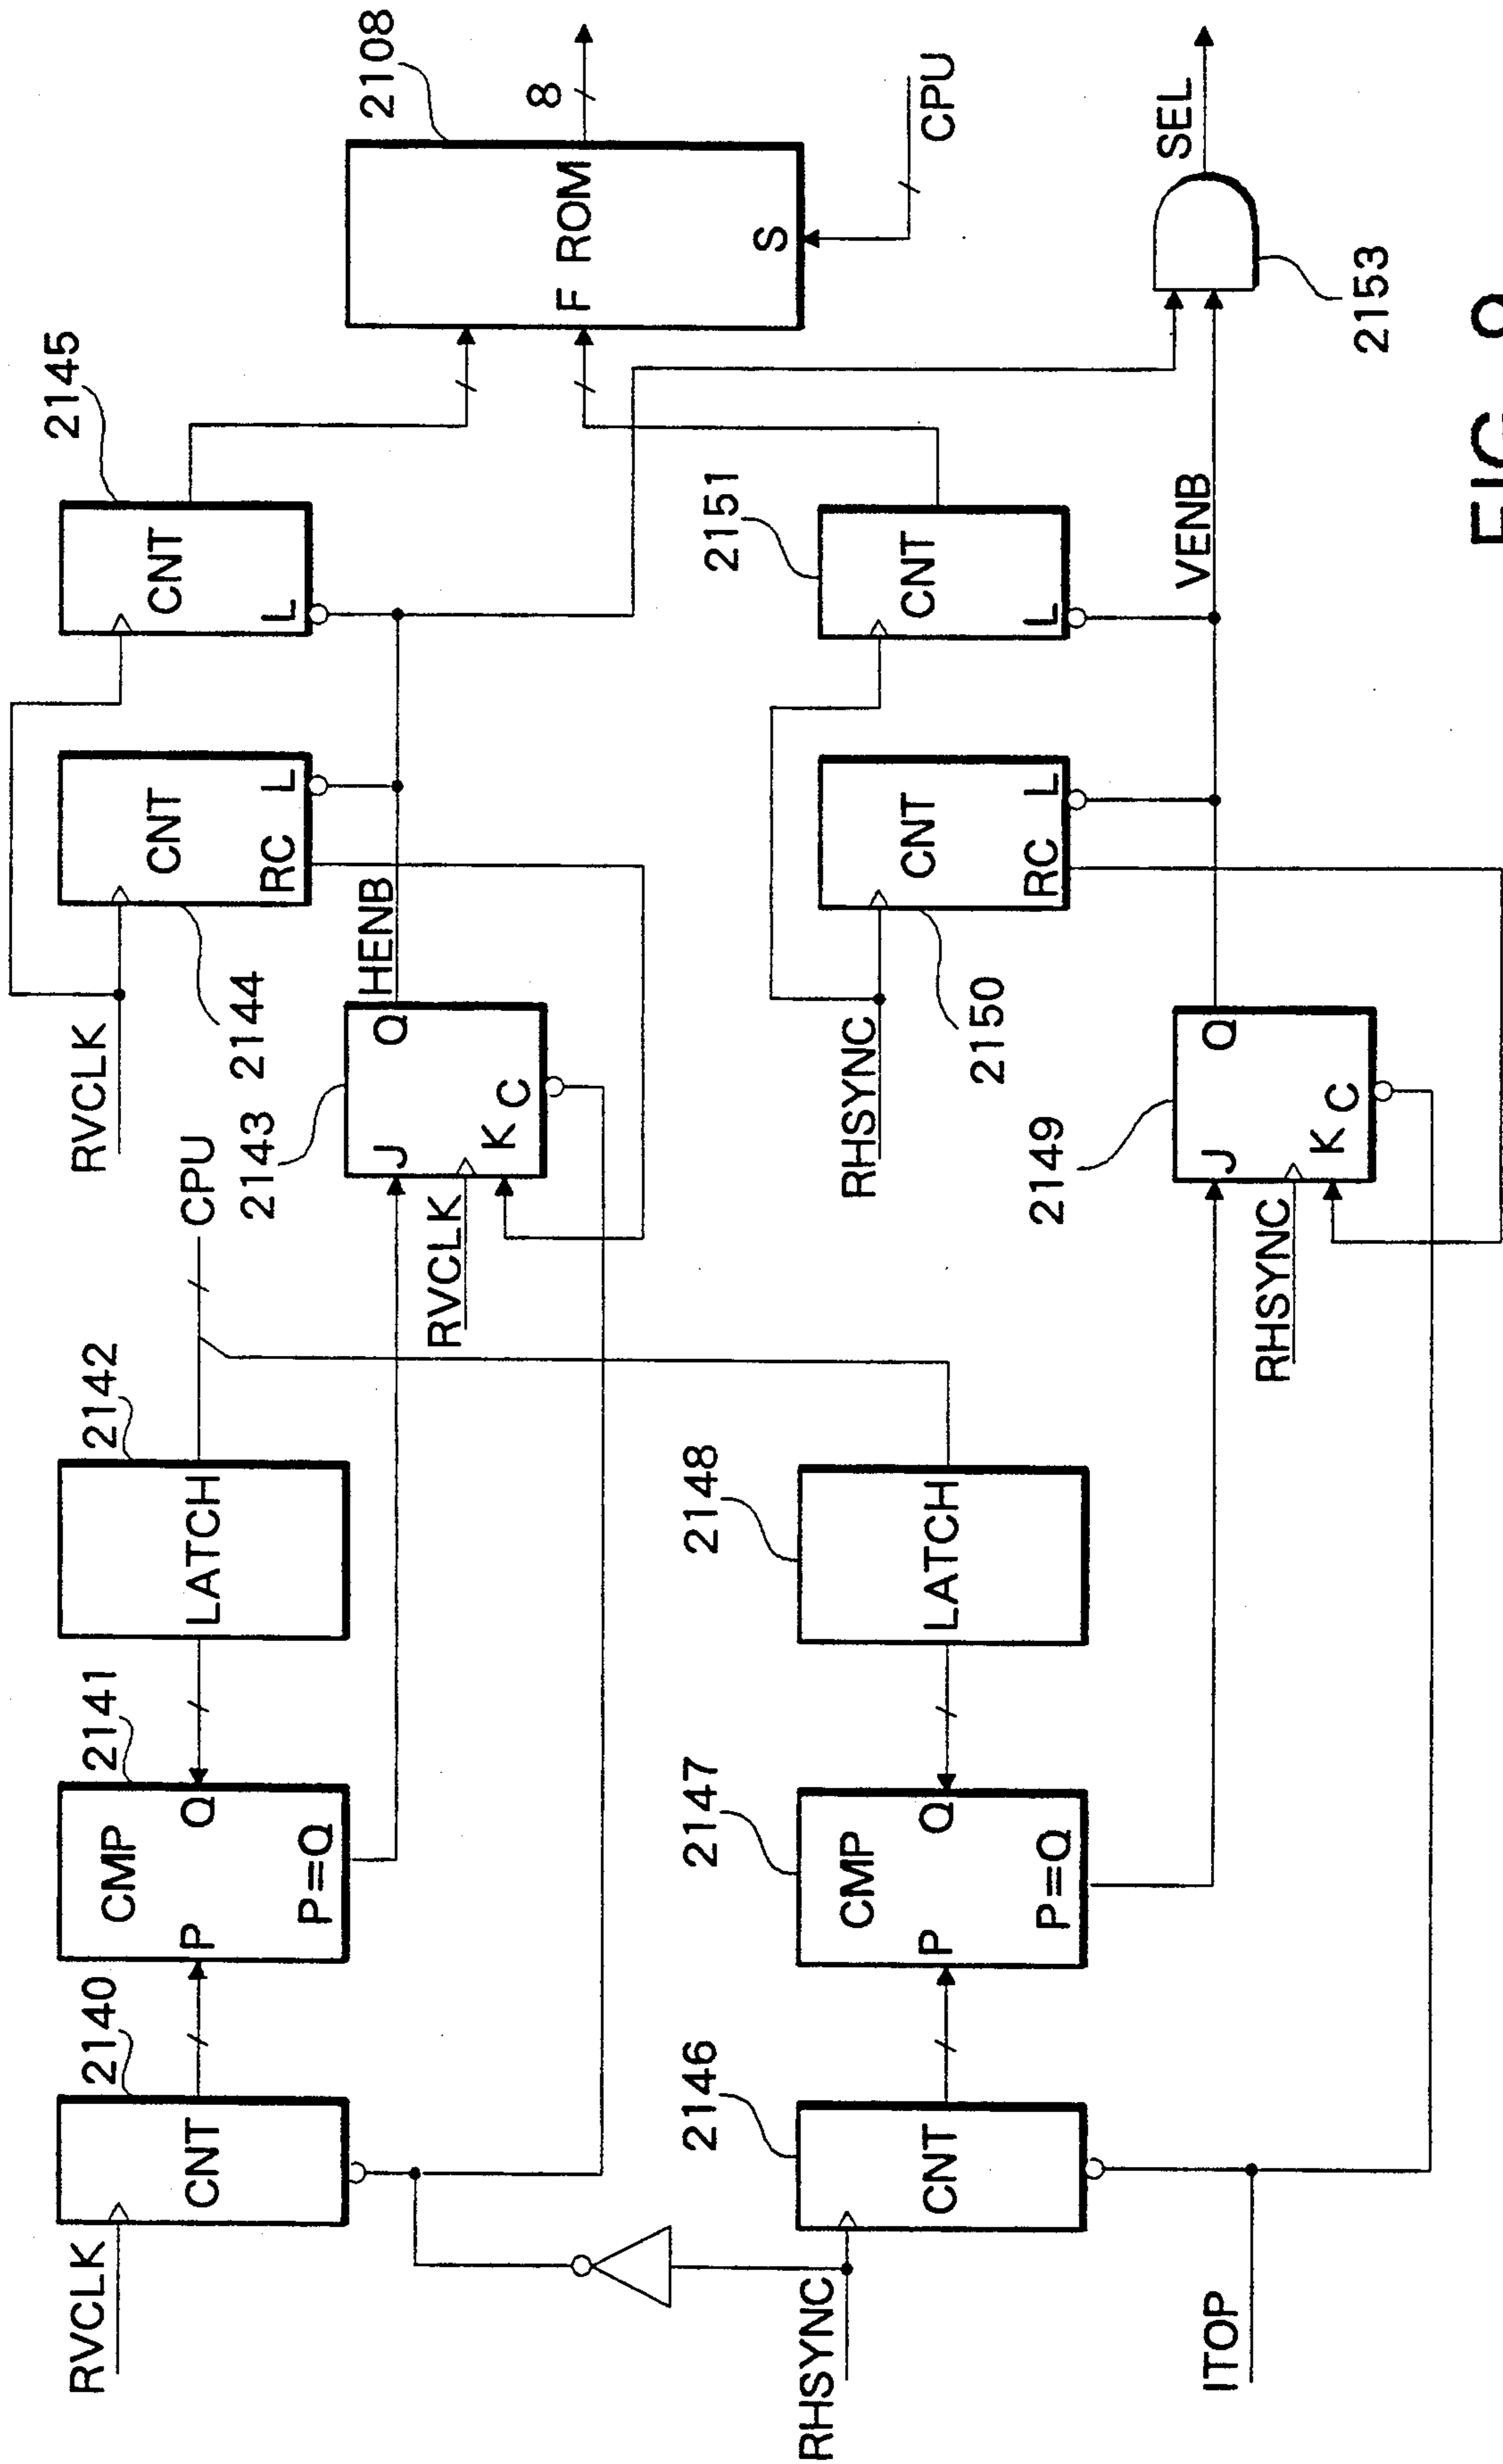 RVCLK
CNT
2140
CMP
P
Q
P=Q
2141
LATCH
2142
CPU
J
Q
K
C
2143
RVCLK
HENB
RVCLK
CNT
RC
L
2144
CNT
L
2145
F ROM
S
2108
8
CPU
RHSYNC
CNT
2146
ITOP
CMP
P
Q
P=Q
2147
LATCH
2148
J
Q
K
C
2149
RHSYNC
RHSYNC
CNT
RC
L
2150
CNT
L
2151
VENB
SEL
2153